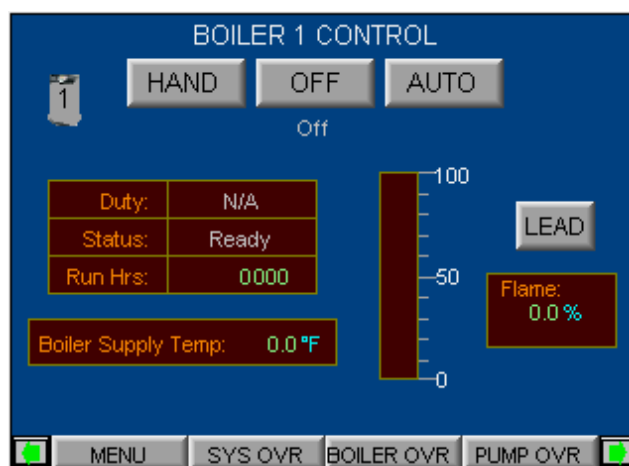 BOILER 1 CONTROL
1
HAND OFF AUTO
Off
Duty: N/A
Status: Ready
Run Hrs: 0000
Boiler Supply Temp: 0.0 °F
100
50
0
LEAD
Flame:
0.0 %
MENU SYS OVR BOILER OVR PUMP OVR